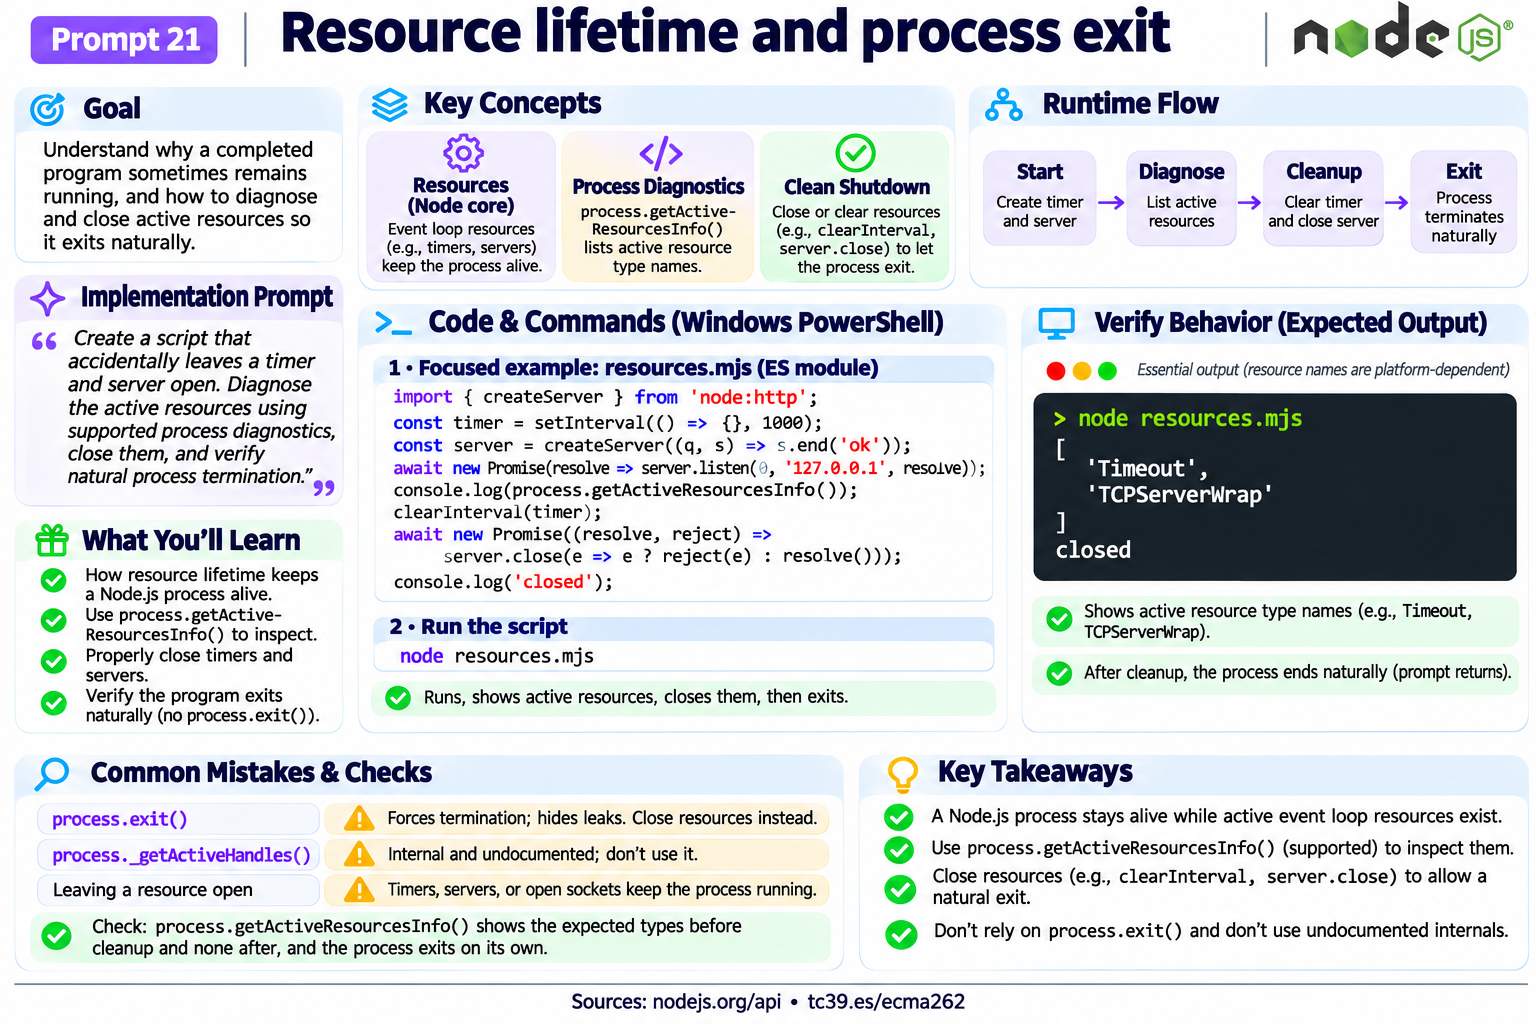 Prompt 21
Resource lifetime and process exit
node JS ®
Goal
Understand why a completed
program sometimes remains
running, and how to diagnose
and close active resources so
it exits naturally.
Implementation Prompt
“ Create a script that
accidentally leaves a timer
and server open. Diagnose
the active resources using
supported process diagnostics,
close them, and verify
natural process termination.” ”
What You’ll Learn
How resource lifetime keeps
a Node.js process alive.
Use process.getActive-
ResourcesInfo() to inspect.
Properly close timers and
servers.
Verify the program exits
naturally (no process.exit()).
Key Concepts
Resources
(Node core)
Event loop resources
(e.g., timers, servers)
keep the process alive.
</> 
Process Diagnostics
process.getActive-
ResourcesInfo()
lists active resource
type names.
Clean Shutdown
Close or clear resources
(e.g., clearInterval,
server.close) to let
the process exit.
Runtime Flow
Start
Create timer
and server
Diagnose
List active
resources
Cleanup
Clear timer
and close server
Exit
Process
terminates
naturally
>_ Code & Commands (Windows PowerShell)
1 • Focused example: resources.mjs (ES module)
import { createServer } from 'node:http';
const timer = setInterval(() => {}, 1000);
const server = createServer((q, s) => s.end('ok'));
await new Promise(resolve => server.listen(0, '127.0.0.1', resolve));
console.log(process.getActiveResourcesInfo());
clearInterval(timer);
await new Promise((resolve, reject) =>
server.close(e => e ? reject(e) : resolve()));
console.log('closed');
2 • Run the script
node resources.mjs
Runs, shows active resources, closes them, then exits.
Verify Behavior (Expected Output)
Essential output (resource names are platform-dependent)
> node resources.mjs
[
'Timeout',
'TCPServerWrap'
]
closed
Shows active resource type names (e.g., Timeout,
TCPServerWrap).
After cleanup, the process ends naturally (prompt returns).
Common Mistakes & Checks
process.exit()
Forces termination; hides leaks. Close resources instead.
process._getActiveHandles()
Internal and undocumented; don’t use it.
Leaving a resource open
Timers, servers, or open sockets keep the process running.
Check: process.getActiveResourcesInfo() shows the expected types before
cleanup and none after, and the process exits on its own.
Key Takeaways
A Node.js process stays alive while active event loop resources exist.
Use process.getActiveResourcesInfo() (supported) to inspect them.
Close resources (e.g., clearInterval, server.close) to allow a
natural exit.
Don’t rely on process.exit() and don’t use undocumented internals.
Sources: nodejs.org/api • tc39.es/ecma262